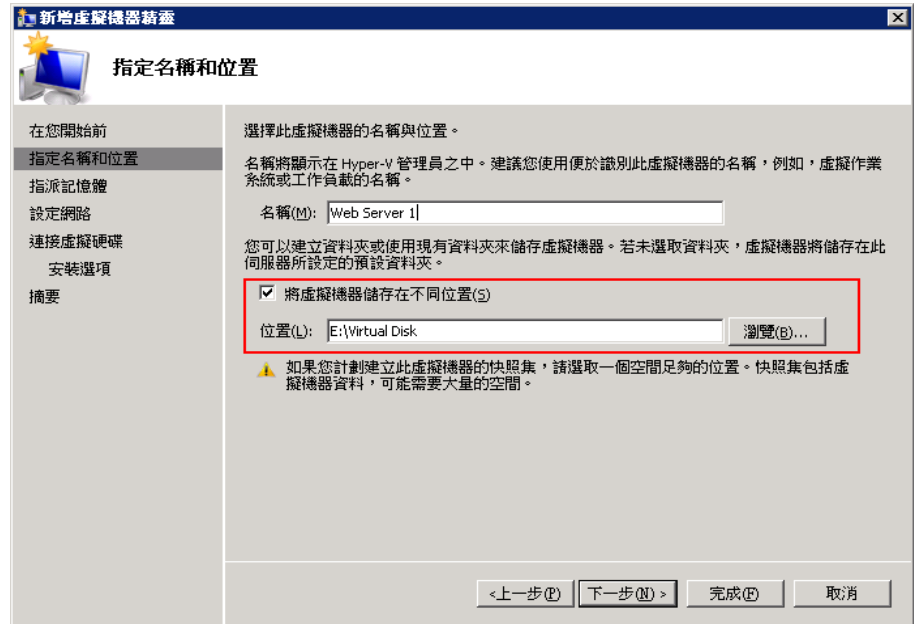 新增虛擬機器精靈
指定名稱和位置
在您開始前
指定名稱和位置
指派記憶體
設定網路
連接虛擬硬碟
安裝選項
摘要
選擇此虛擬機器的名稱與位置。
名稱將顯示在 Hyper-V 管理員之中。建議您使用便於識別此虛擬機器的名稱，例如，虛擬作業
系統或工作負載的名稱。
名稱(M): Web Server 1
您可以建立資料夾或使用現有資料夾來儲存虛擬機器。若未選取資料夾，虛擬機器將儲存在此
伺服器所設定的預設資料夾。
將虛擬機器儲存在不同位置(S)
位置(L): E:\Virtual Disk 瀏覽(B)...
如果您計劃建立此虛擬機器的快照集，請選取一個空間足夠的位置。快照集包括虛
擬機器資料，可能需要大量的空間。
<上一步(P) 下一步(N) > 完成(F) 取消